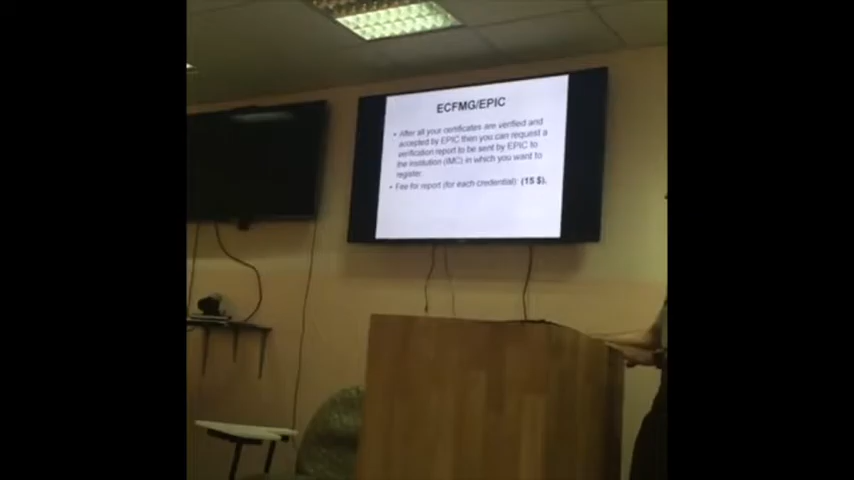 ECFMG/EPIC
• After all your certificates are verified and
accepted by EPIC then you can request a
verification report to be sent by EPIC to
the Institution (IMC) in which you want to
register.
• Fee for report (for each credential) (15 $).